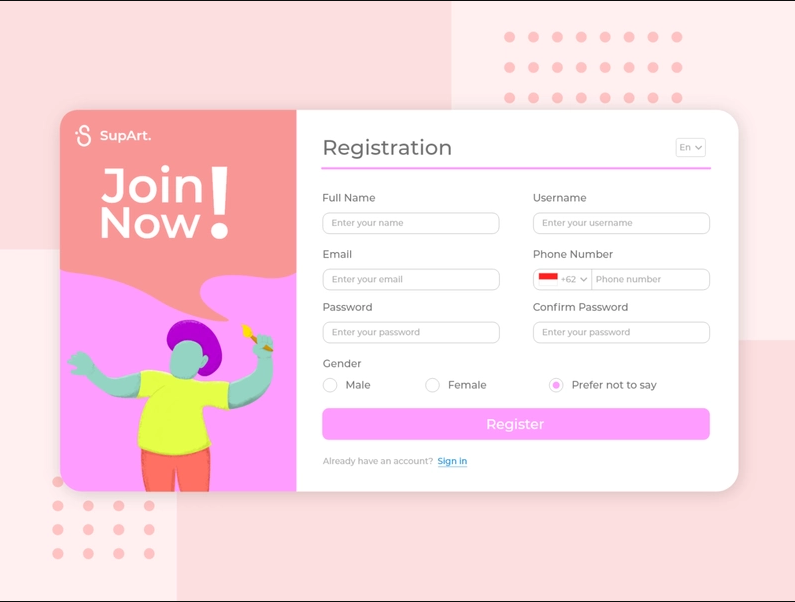 SupArt.
Join
Now!
Registration
En
Full Name
Username
Enter your name
Enter your username
Email
Phone Number
Enter your email
+62
Phone number
Password
Confirm Password
Enter your password
Enter your password
Gender
Male
Female
Prefer not to say
Register
Already have an account? Sign in